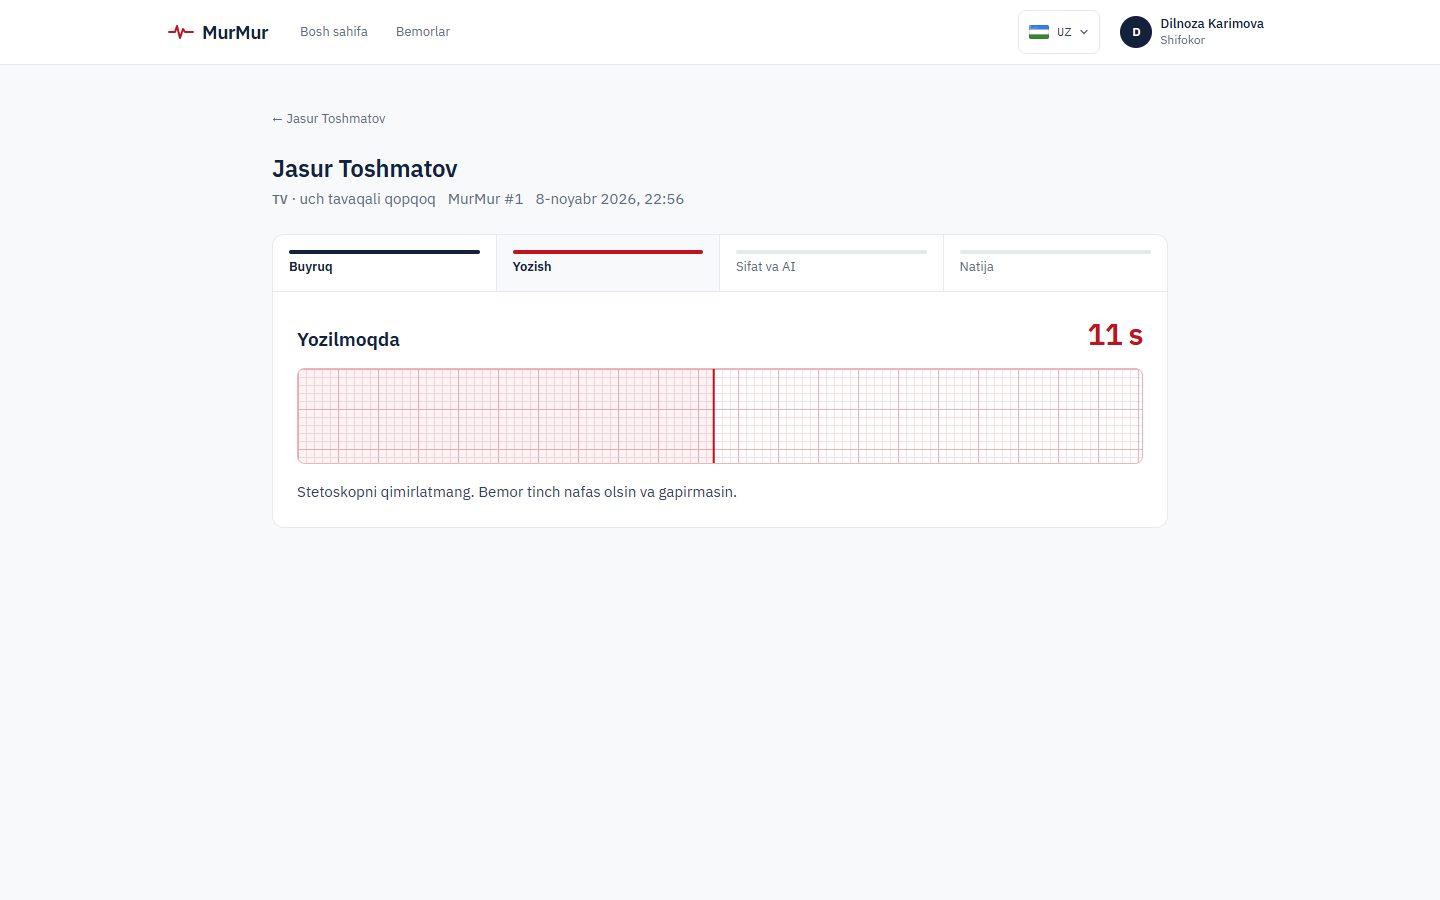 MurMur
Bosh sahifa
Bemorlar
UZ
D
Dilnoza Karimova
Shifokor
← Jasur Toshmatov
Jasur Toshmatov
TV · uch tavaqali qopqoq MurMur #1 8-noyabr 2026, 22:56
Buyruq
Yozish
Sifat va AI
Natija
Yozilmoqda
11 s
Stetoskopni qimirlatmang. Bemor tinch nafas olsin va gapirmasin.